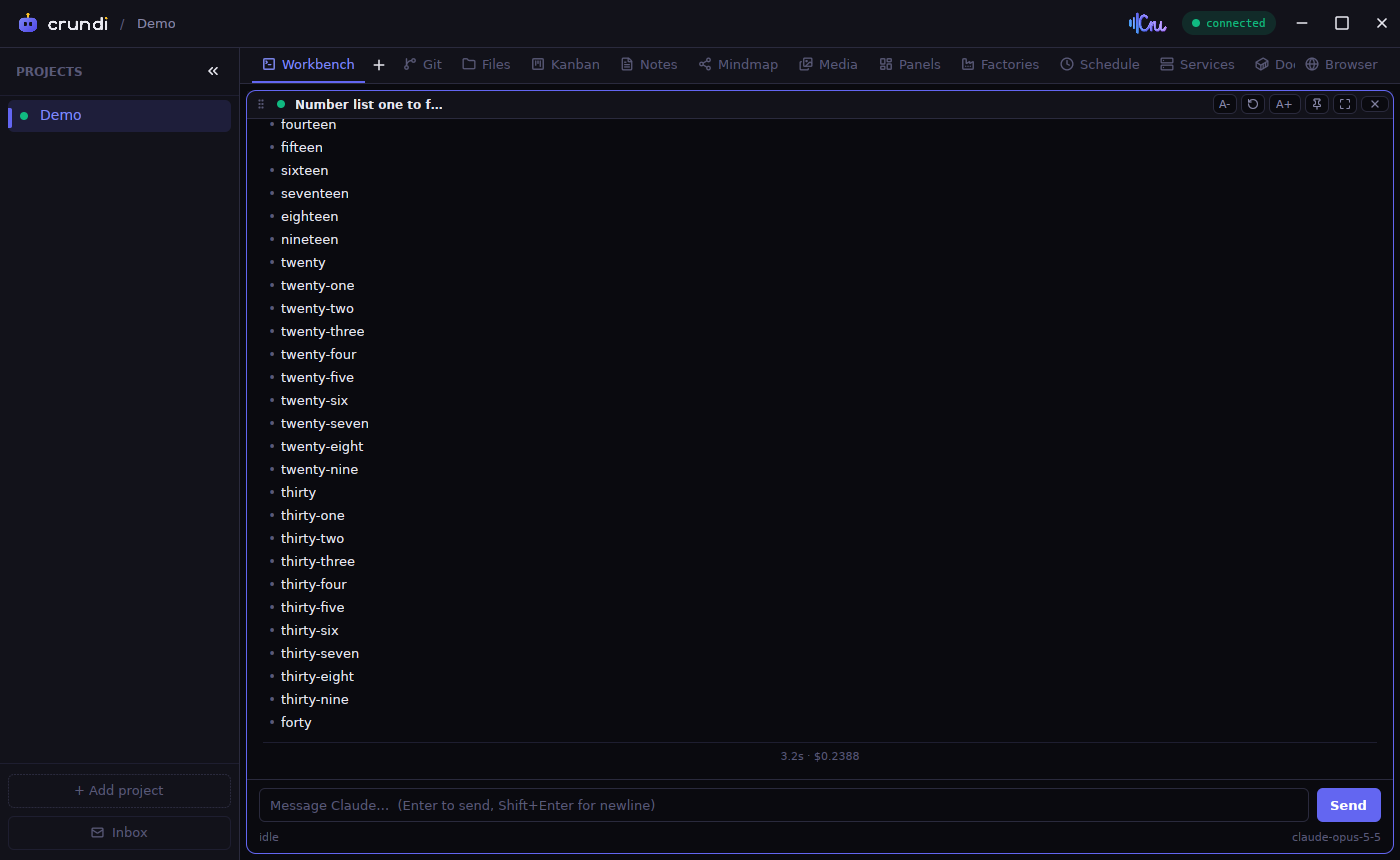 crundi / Demo
Cru
connected
PROJECTS
Workbench
Git
Files
Kanban
Notes
Mindmap
Media
Panels
Factories
Schedule
Services
Browser
Demo
Number list one to f...
A-
A+
• fourteen
• fifteen
• sixteen
• seventeen
• eighteen
• nineteen
• twenty
• twenty-one
• twenty-two
• twenty-three
• twenty-four
• twenty-five
• twenty-six
• twenty-seven
• twenty-eight
• twenty-nine
• thirty
• thirty-one
• thirty-two
• thirty-three
• thirty-four
• thirty-five
• thirty-six
• thirty-seven
• thirty-eight
• thirty-nine
• forty
3.2s · $0.2388
+ Add project
Inbox
Message Claude... (Enter to send, Shift+Enter for newline)
Send
idle
claude-opus-5-5